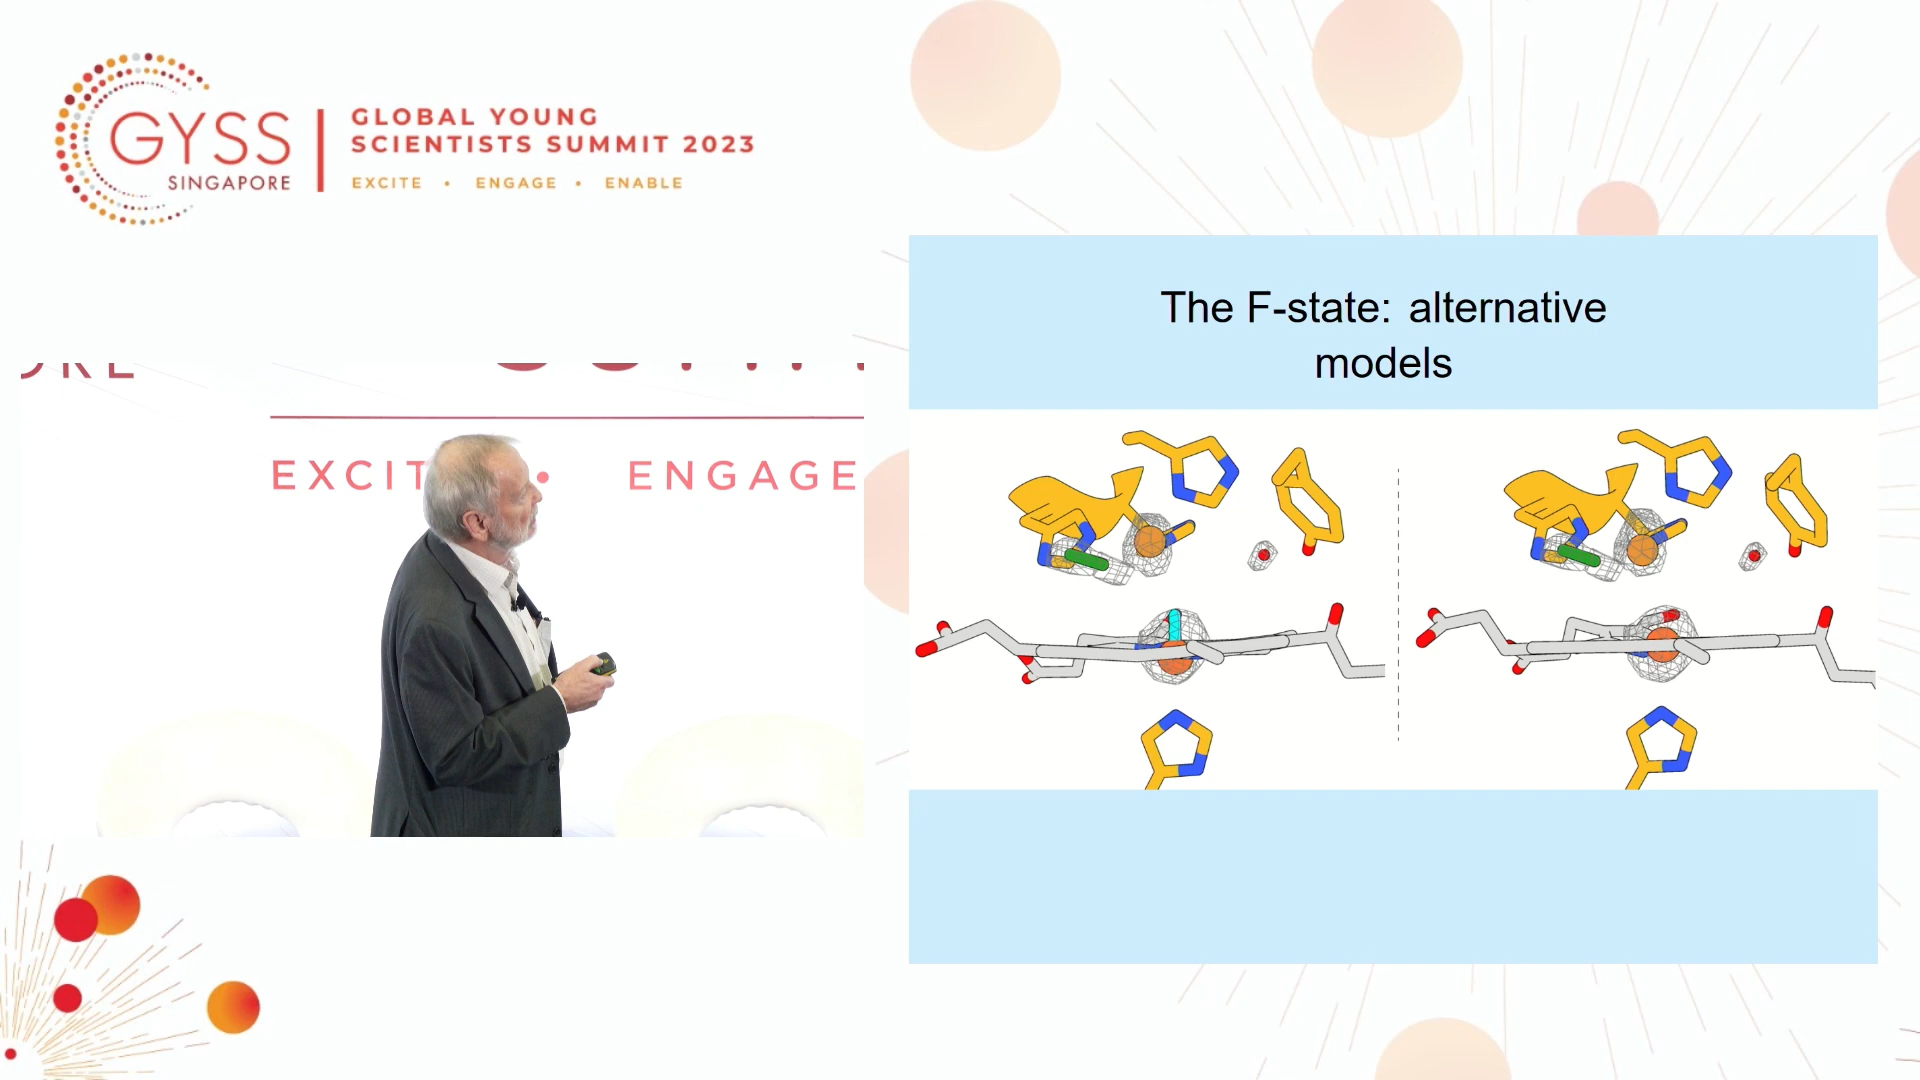 GYSS
SINGAPORE
GLOBAL YOUNG
SCIENTISTS SUMMIT 2023
EXCITE • ENGAGE • ENABLE
The F-state: alternative
models
EXCIT • ENGAGE